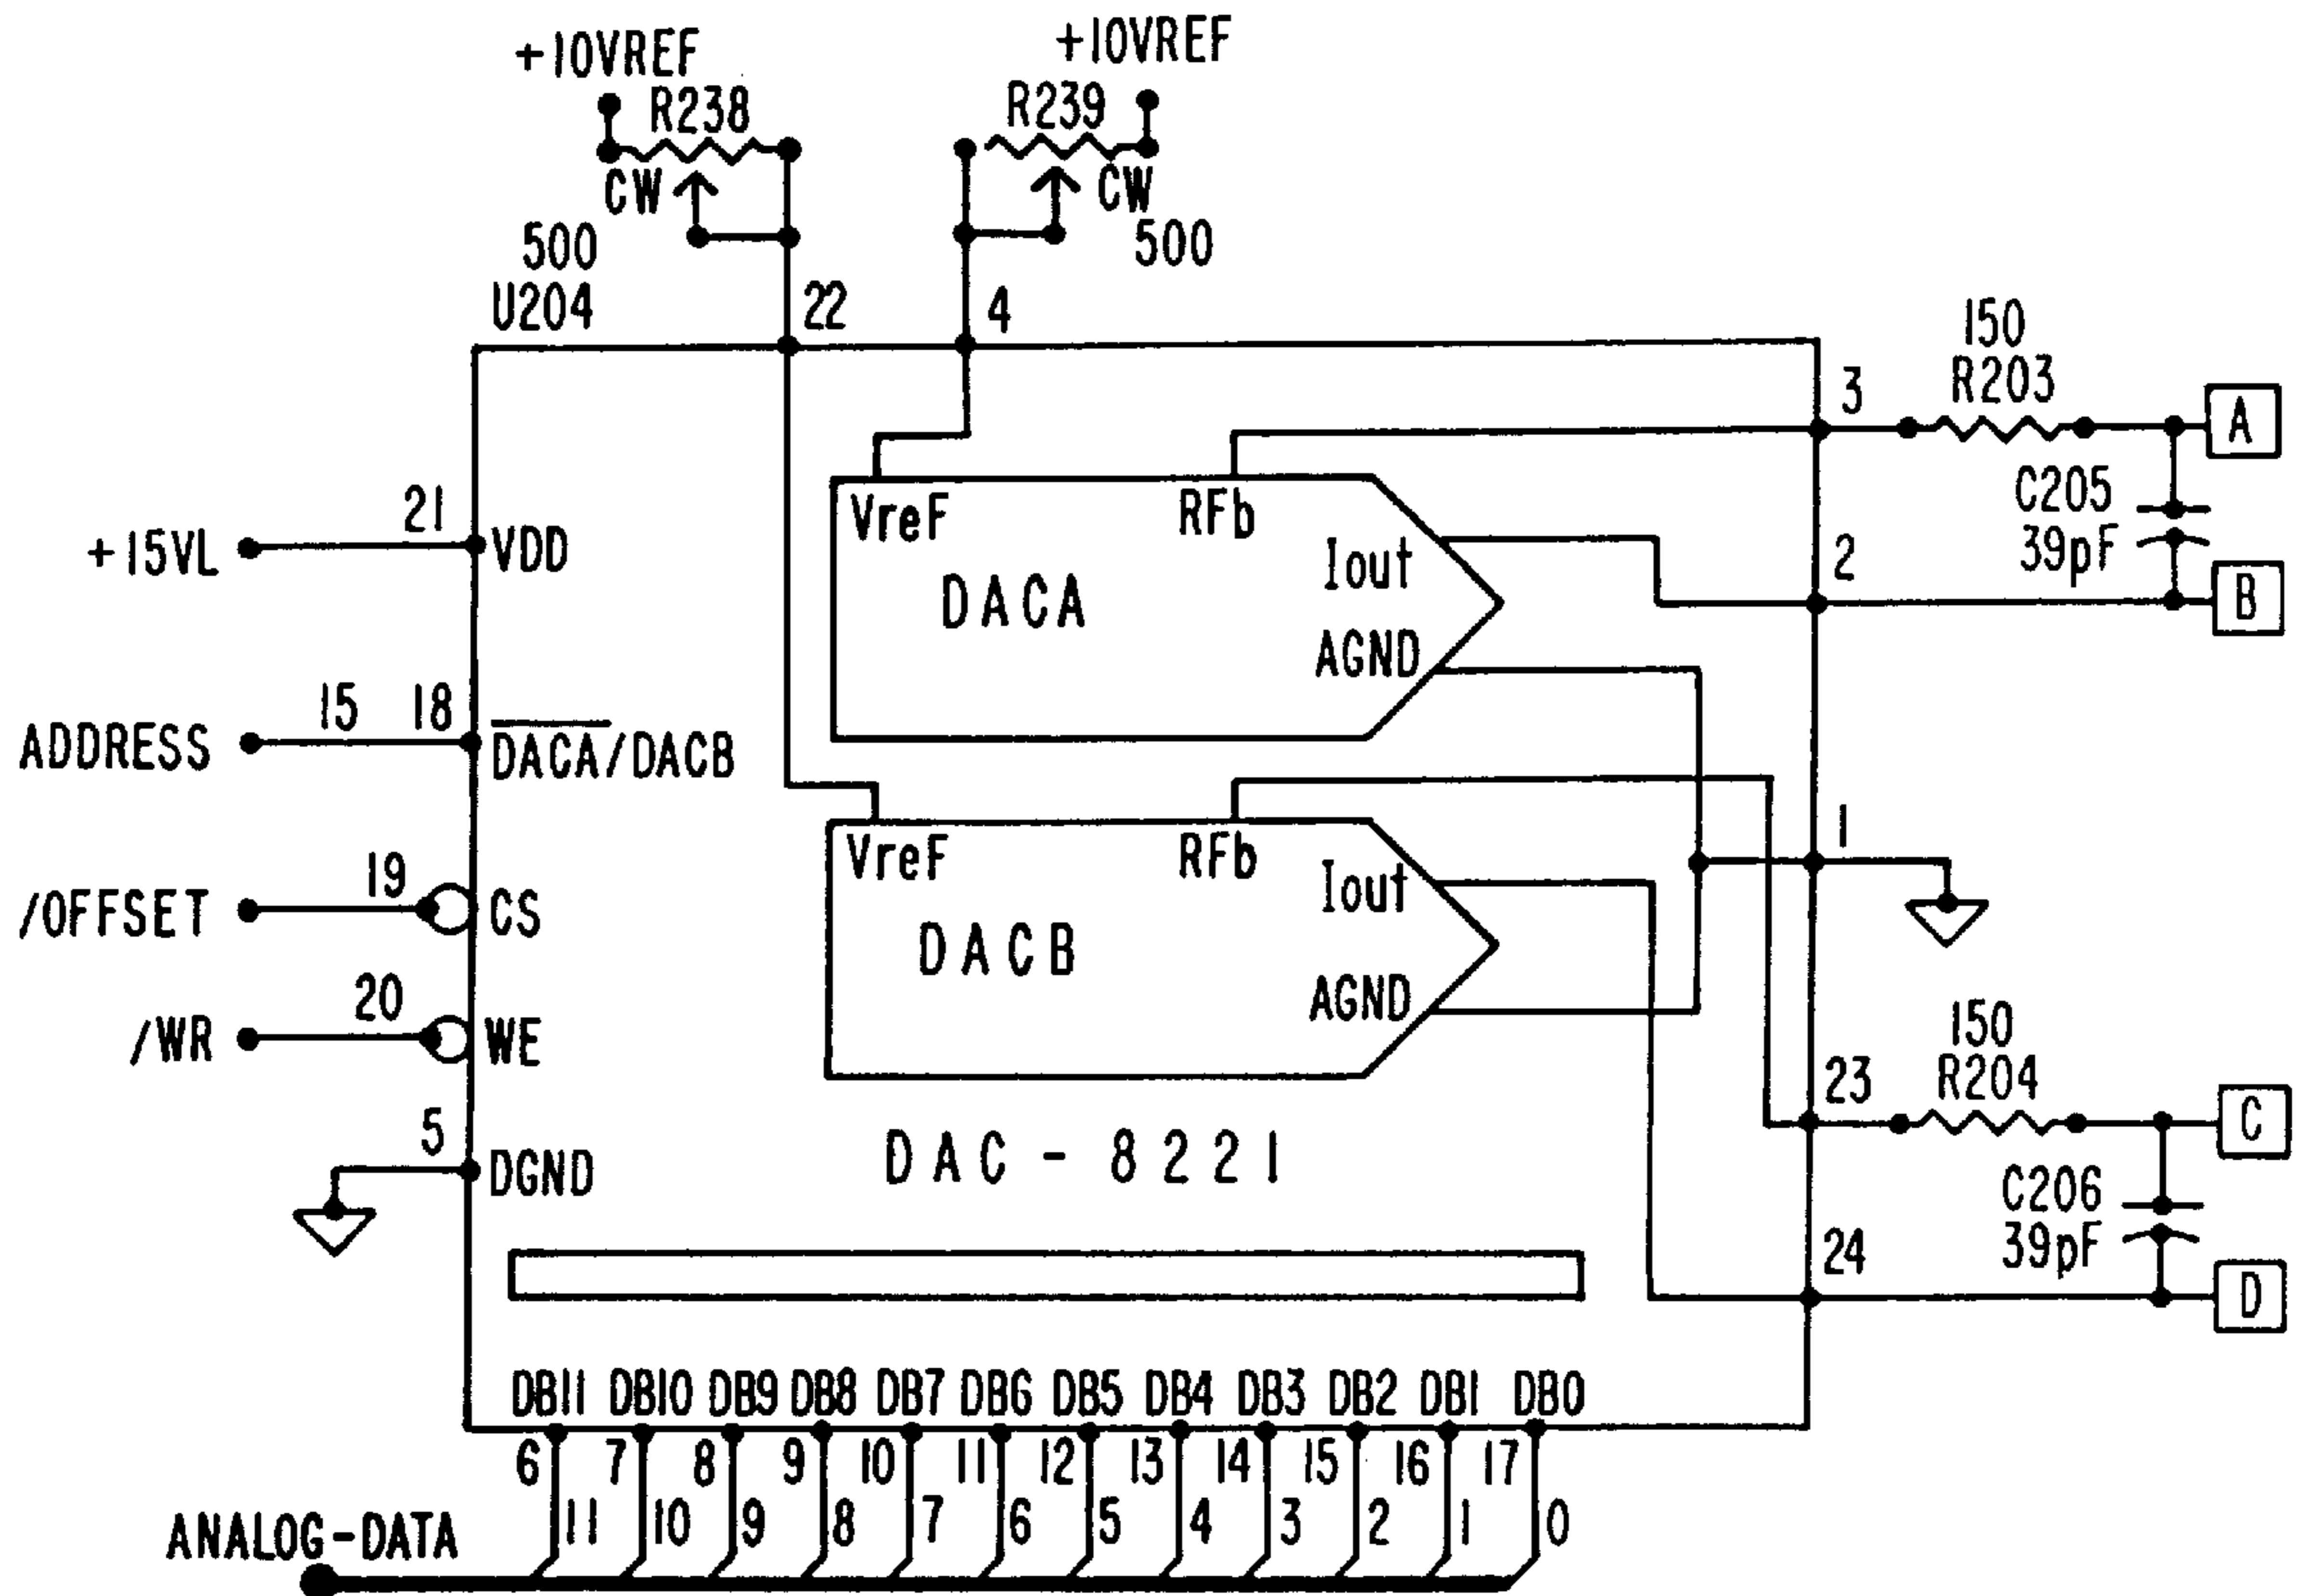 +10VREF
+10VREF
R238
R239
CW
CW
500
500
U204
22
4
150
R203
3
A
C205
39pF
2
B
21
+15VL
VDD
VreF
RFb
Iout
DACA
AGND
15
18
ADDRESS
DACA/DACB
1
19
/OFFSET
CS
VreF
RFb
Iout
DACB
AGND
20
/WR
WE
150
R204
23
C
5
DGND
DAC-8221
C206
39pF
24
D
DB11 DB10 DB9 DB8 DB7 DB6 DB5 DB4 DB3 DB2 DB1 DB0
6 7 8 9 10 11 12 13 14 15 16 17
11 10 9 8 7 6 5 4 3 2 1 0
ANALOG-DATA